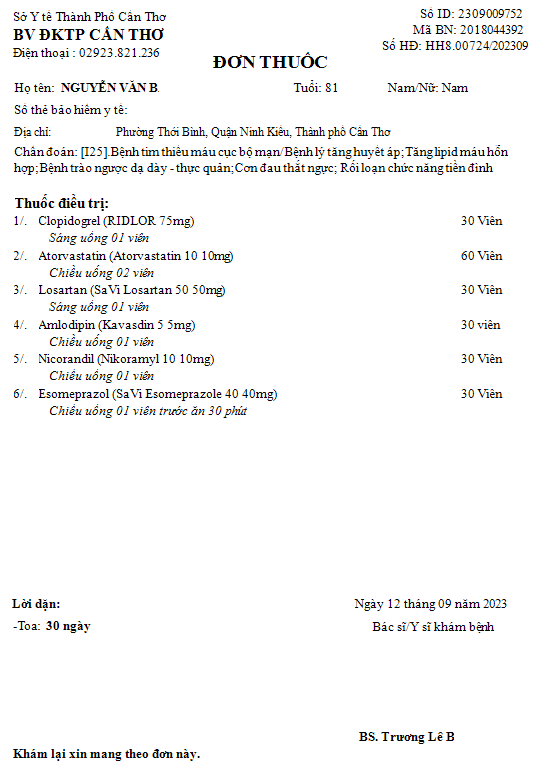 Sở Y tế Thành Phố Cần Thơ
Số ID: 2309009752
BV ĐKTP CẦN THƠ
Mã BN: 2018044392
Điện thoại : 02923.821.236
Số HĐ: HH8.00724/202309
ĐƠN THUỐC
Họ tên: NGUYỄN VĂN B. Tuổi: 81 Nam/Nữ: Nam
Số thẻ bảo hiểm y tế:
Địa chỉ: Phường Thới Bình, Quận Ninh Kiều, Thành phố Cần Thơ
Chẩn đoán: [I25].Bệnh tim thiếu máu cục bộ mạn/Bệnh lý tăng huyết áp;Tăng lipid máu hỗn
hợp;Bệnh trào ngược dạ dày - thực quản;Cơn đau thắt ngực; Rối loạn chức năng tiền đình
Thuốc điều trị:
1/. Clopidogrel (RIDLOR 75mg) 30 Viên
Sáng uống 01 viên
2/. Atorvastatin (Atorvastatin 10 10mg) 60 Viên
Chiều uống 02 viên
3/. Losartan (SaVi Losartan 50 50mg) 30 Viên
Sáng uống 01 viên
4/. Amlodipin (Kavasdin 5 5mg) 30 viên
Chiều uống 01 viên
5/. Nicorandil (Nikoramyl 10 10mg) 30 Viên
Chiều uống 01 viên
6/. Esomeprazol (SaVi Esomeprazole 40 40mg) 30 Viên
Chiều uống 01 viên trước ăn 30 phút
Lời dặn: Ngày 12 tháng 09 năm 2023
-Toa: 30 ngày Bác sĩ/Y sĩ khám bệnh
BS. Trương Lê B
Khám lại xin mang theo đơn này.